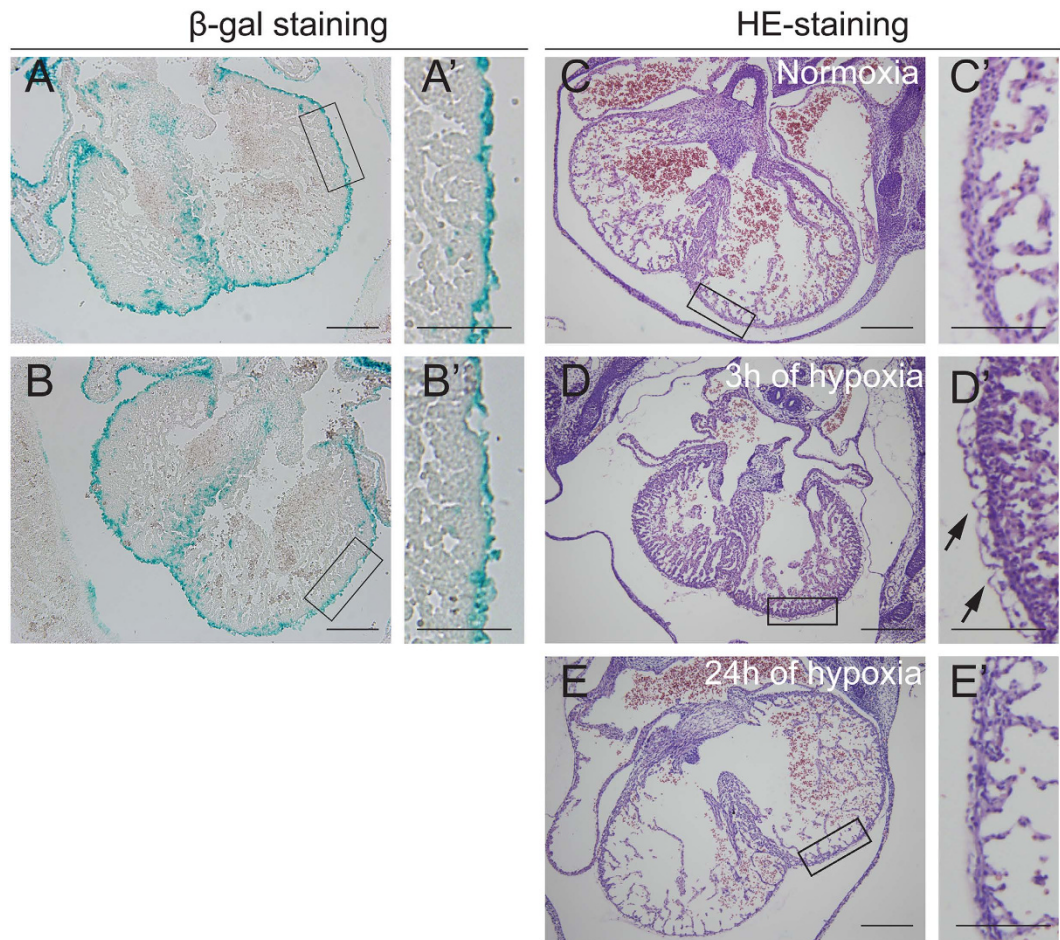 β-gal staining
HE-staining
A
A'
C
Normoxia
C'
B
B'
D
3h of hypoxia
D'
E
24h of hypoxia
E'